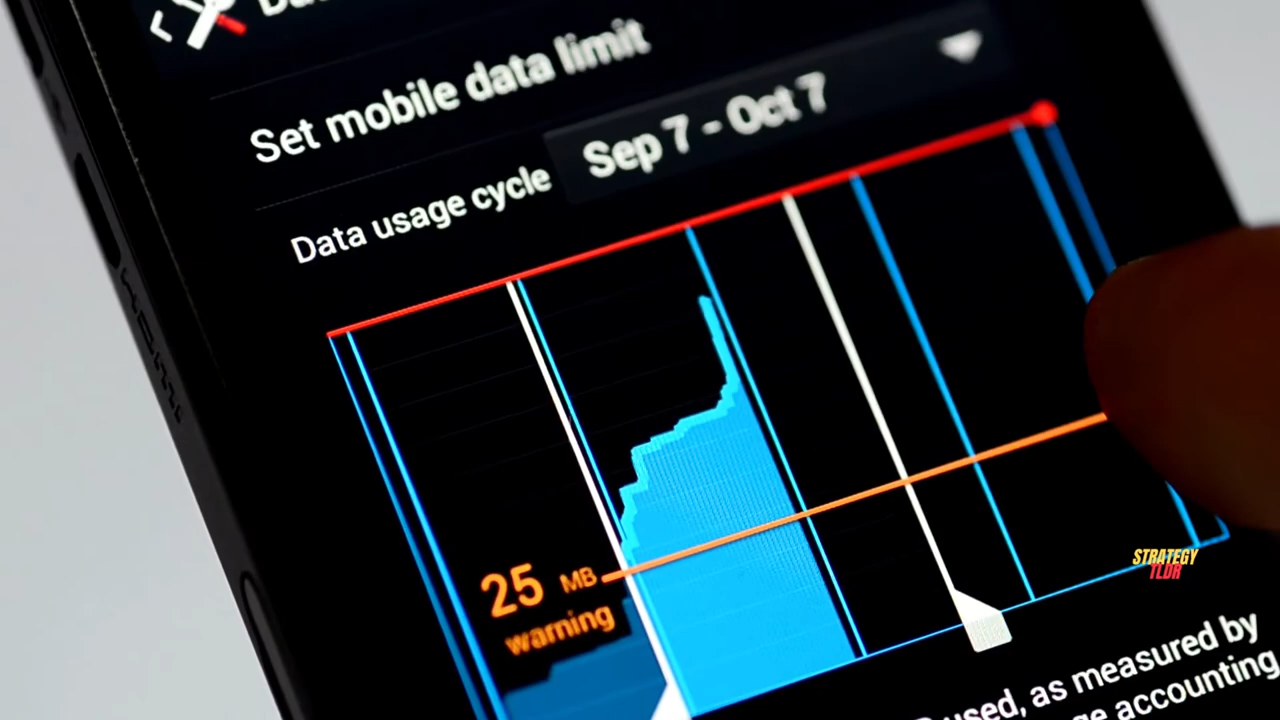 Set mobile data limit
Data usage cycle Sep 7 - Oct 7
25 MB
warning
STRATEGY
TLDR
used, as measured by
accounting